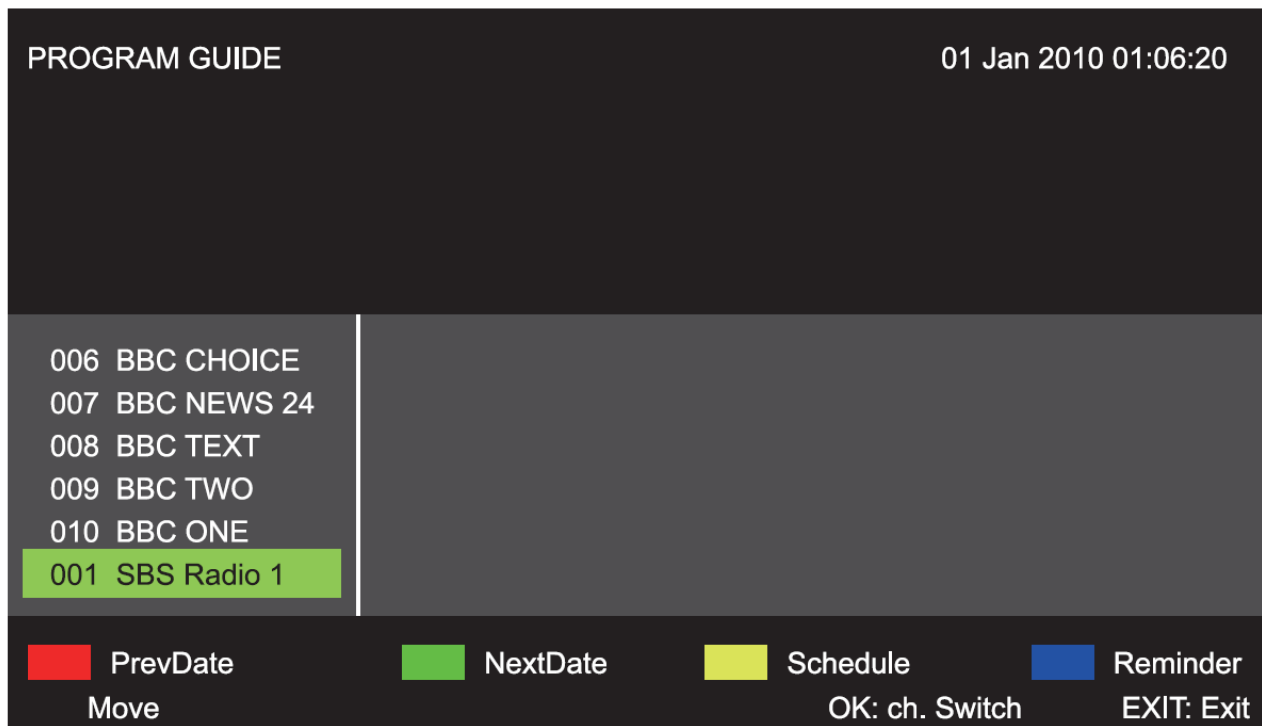 PROGRAM GUIDE 01 Jan 2010 01:06:20
006 BBC CHOICE
007 BBC NEWS 24
008 BBC TEXT
009 BBC TWO
010 BBC ONE
001 SBS Radio 1
PrevDate NextDate Schedule Reminder
Move OK: ch. Switch EXIT: Exit